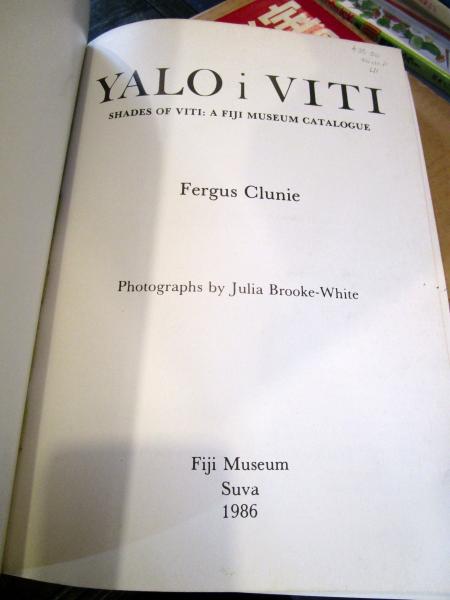 YALO i VITI
SHADES OF VITI: A FIJI MUSEUM CATALOGUE
Fergus Clunie
Photographs by Julia Brooke-White
Fiji Museum
Suva
1986